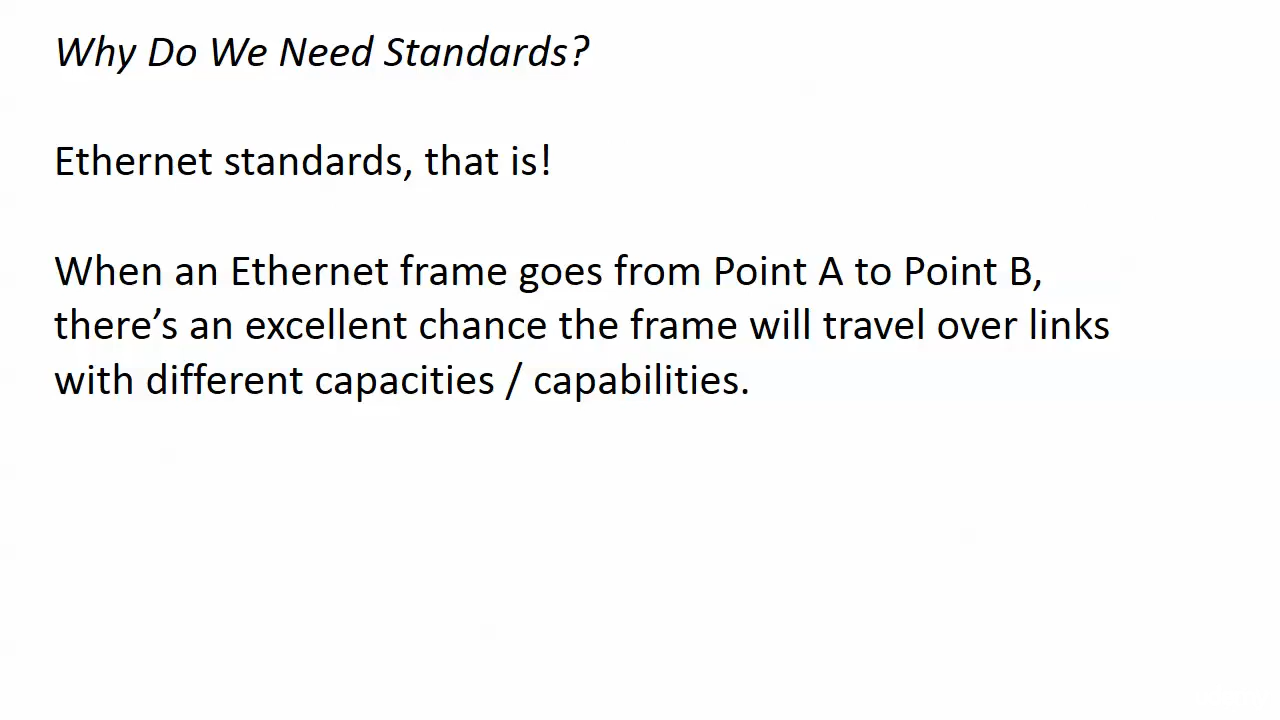 Why Do We Need Standards?
Ethernet standards, that is!
When an Ethernet frame goes from Point A to Point B,
there’s an excellent chance the frame will travel over links
with different capacities / capabilities.